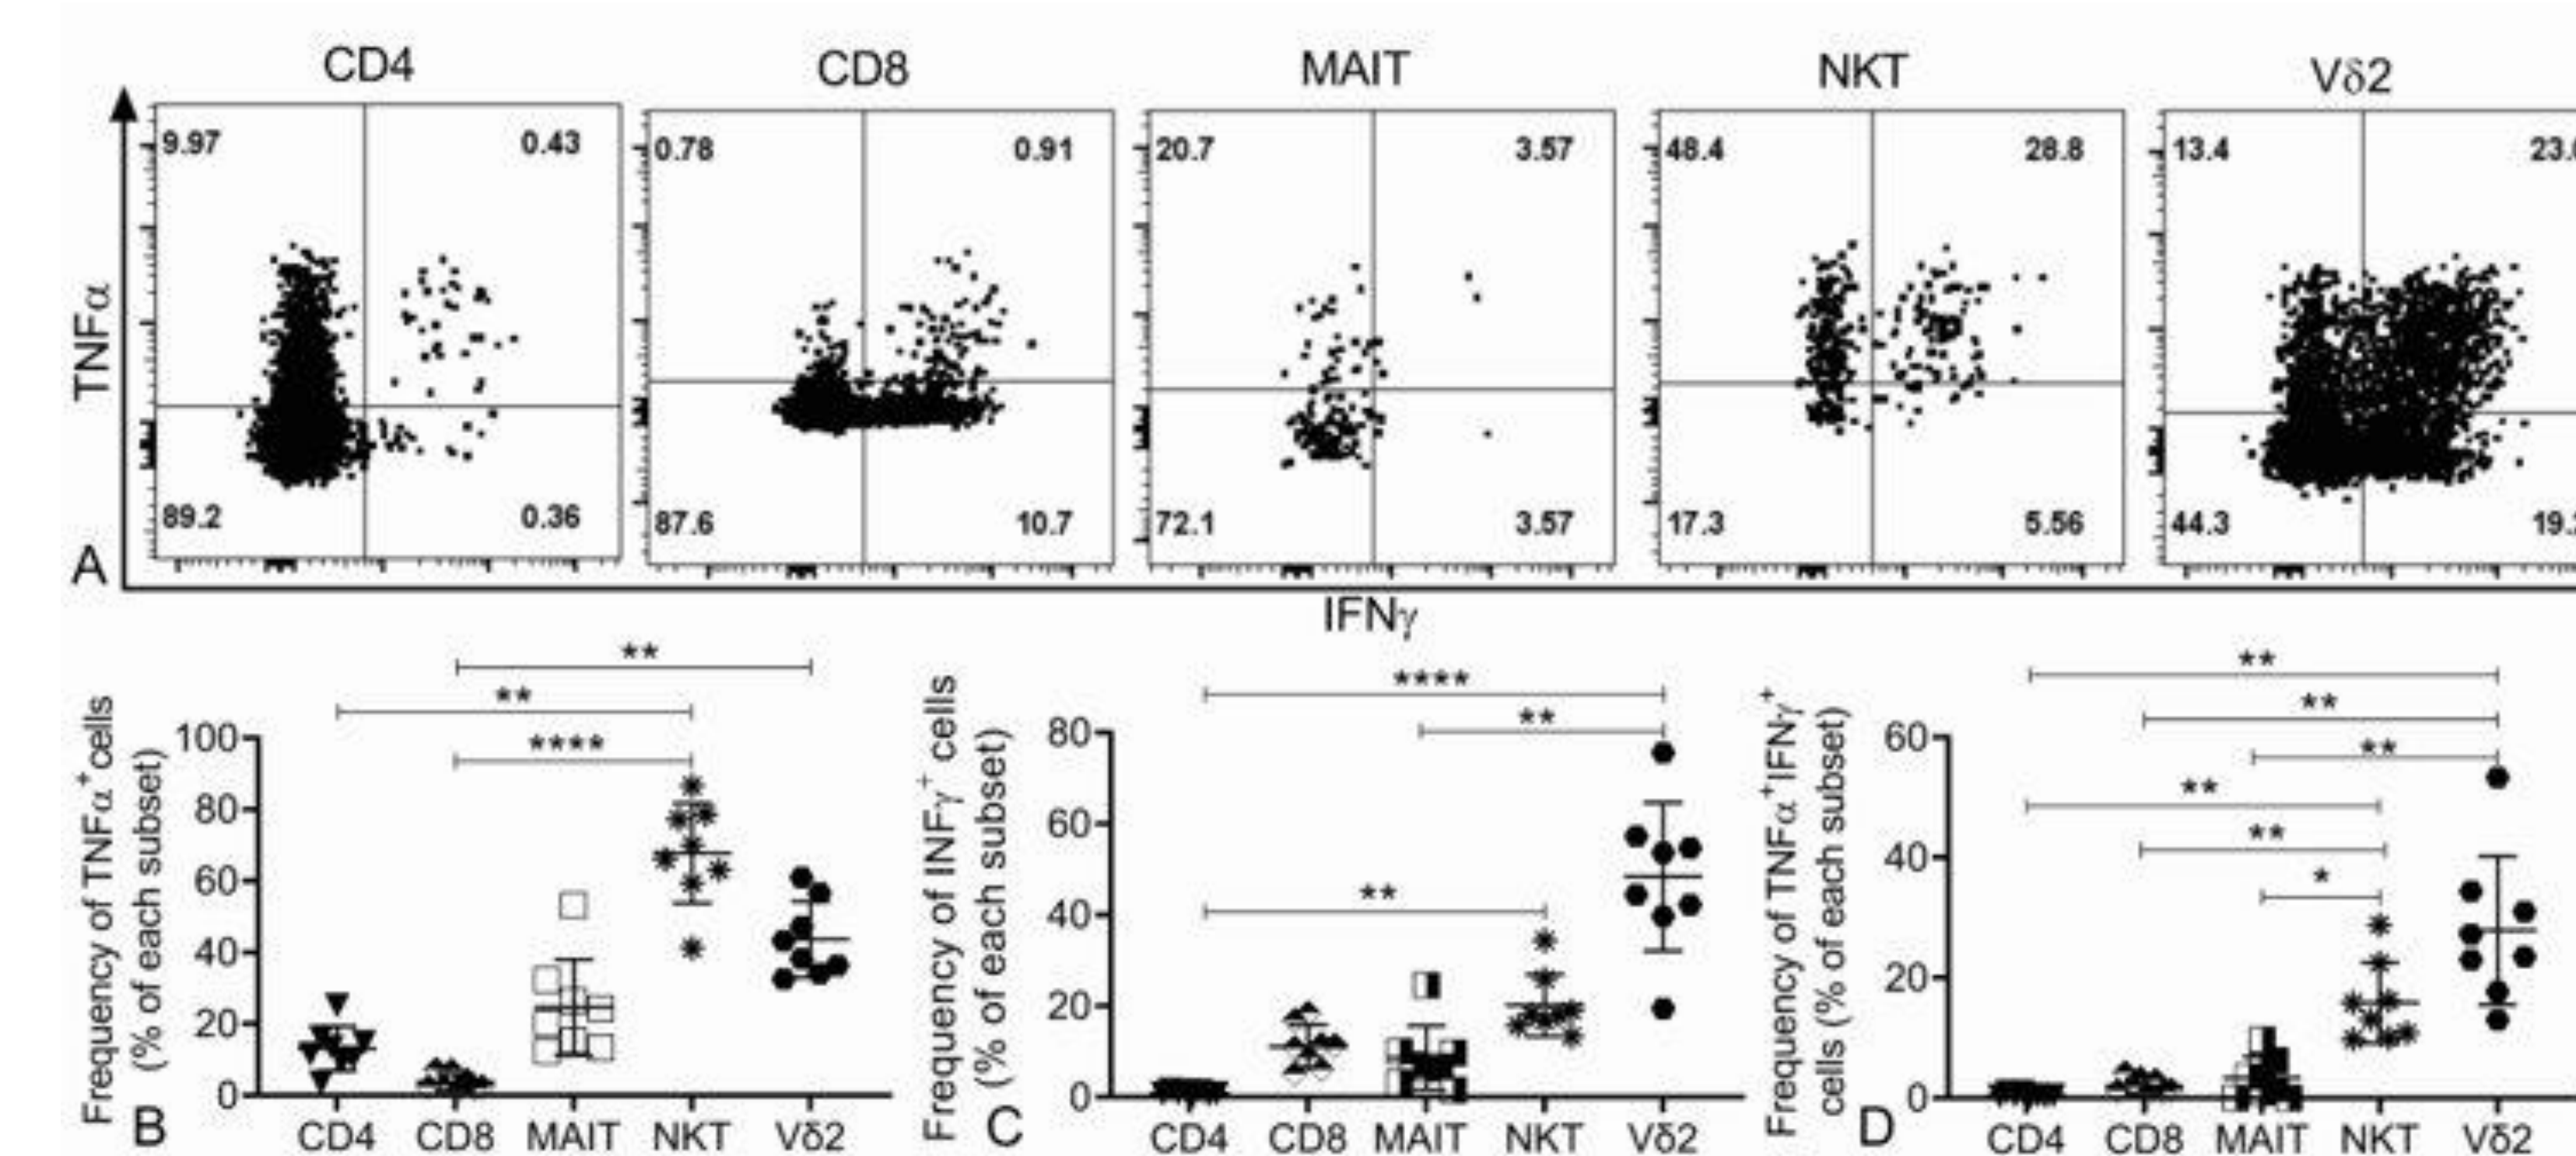 CD4 CD8 MAIT NKT Vδ2
TNFα
9.97 0.43
89.2 0.36
0.78 0.91
87.6 10.7
20.7 3.57
72.1 3.57
48.4 28.8
17.3 5.56
13.4 23.
44.3 19.
A
IFNγ
Frequency of TNFα+cells
(% of each subset)
100
80
60
40
20
0
**
**
****
B
CD4 CD8 MAIT NKT Vδ2
Frequency of INFγ+ cells
(% of each subset)
80
60
40
20
0
****
**
**
C
CD4 CD8 MAIT NKT Vδ2
Frequency of TNFα+IFNγ+
cells (% of each subset)
60
40
20
0
**
**
**
**
**
*
D
CD4 CD8 MAIT NKT Vδ2